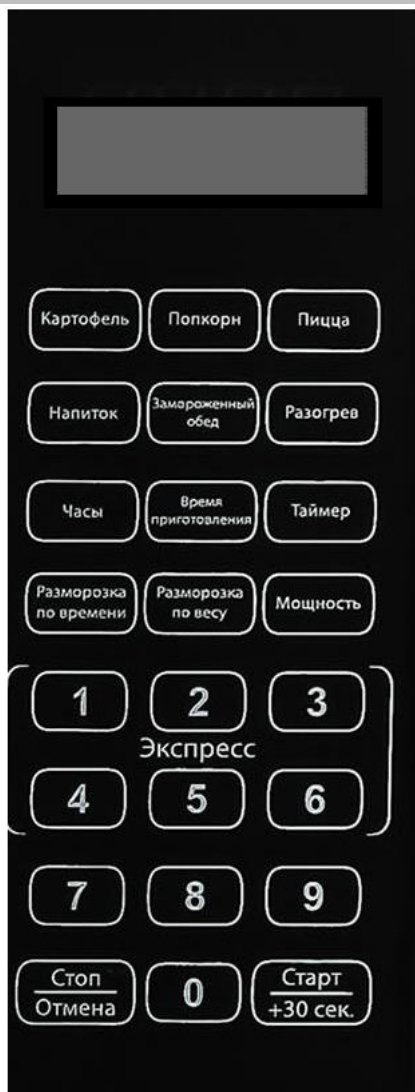 Картофель Попкорн Пицца
Напиток Замороженный обед Разогрев
Часы Время приготовления Таймер
Разморозка по времени Разморозка по весу Мощность
1 2 3
Экспресс
4 5 6
7 8 9
Стоп Отмена 0 Старт +30 сек.